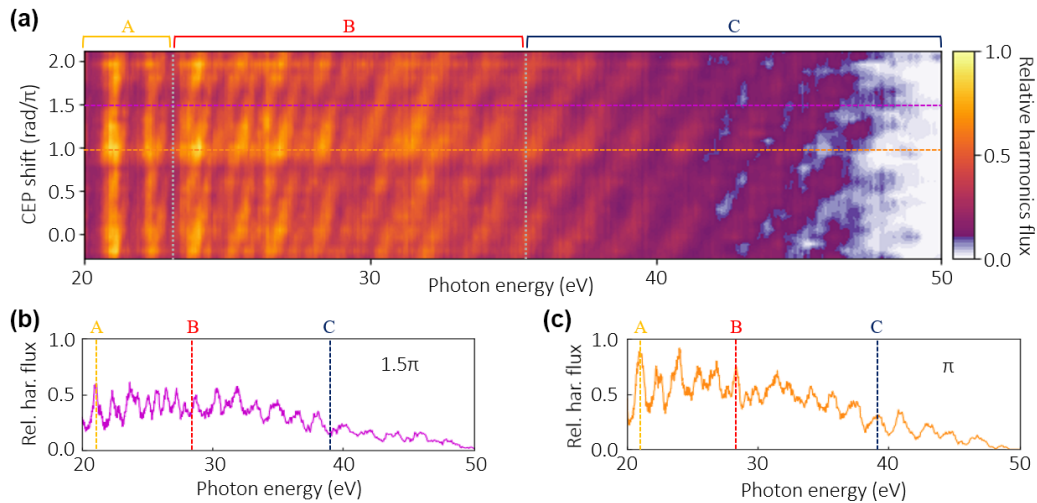 (a)
A
B
C
CEP shift (rad/π)
2.0
1.5
1.0
0.5
0.0
20
30
40
50
Photon energy (eV)
1.0
0.5
0.0
Relative harmonics flux
(b)
A
B
C
Rel. har. flux
1.0
0.5
0.0
1.5π
20
30
40
50
Photon energy (eV)
(c)
A
B
C
Rel. har. flux
1.0
0.5
0.0
π
20
30
40
50
Photon energy (eV)